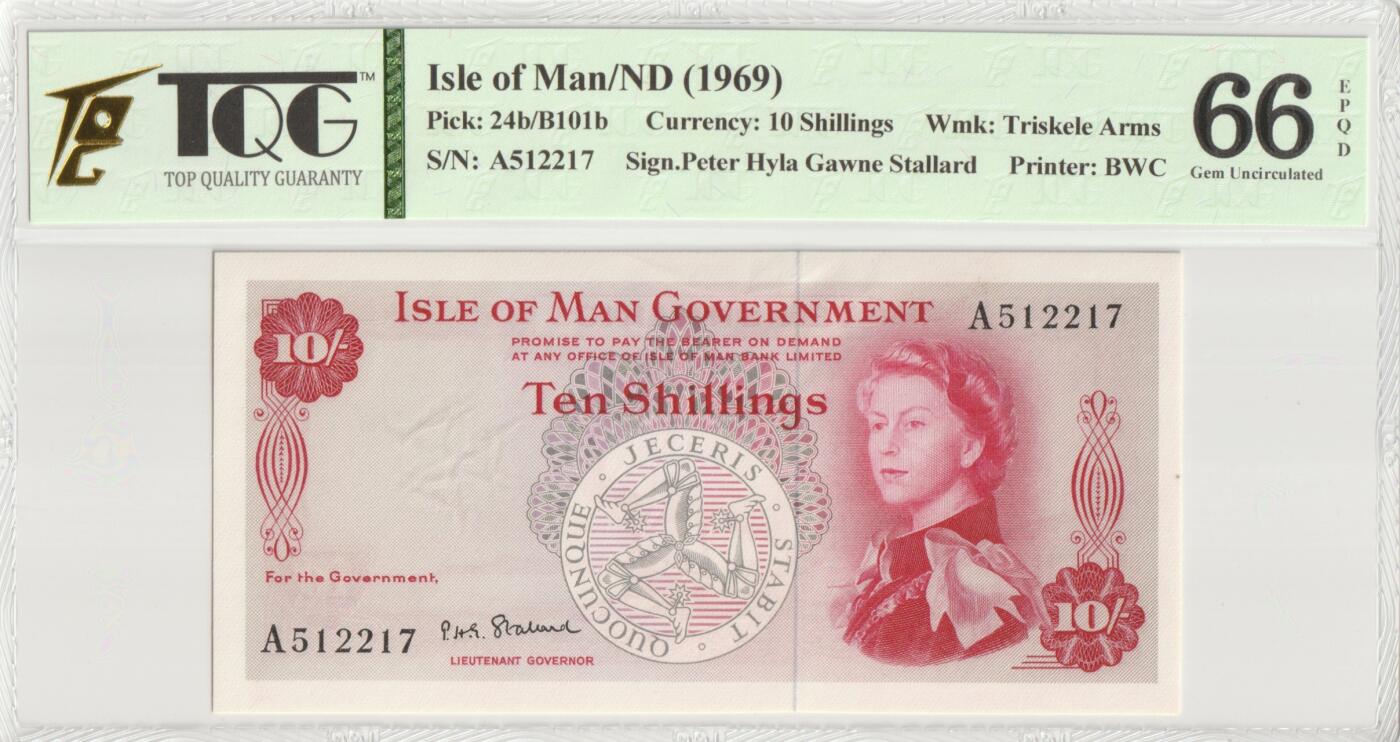 TQG™
TOP QUALITY GUARANTY
Isle of Man/ND (1969)
Pick: 24b/B101b Currency: 10 Shillings Wmk: Triskele Arms
S/N: A512217 Sign.Peter Hyla Gawne Stallard Printer: BWC
66
Gem Uncirculated
EPQD
ISLE OF MAN GOVERNMENT
A512217
10/-
PROMISE TO PAY THE BEARER ON DEMAND
AT ANY OFFICE OF ISLE OF MAN BANK LIMITED
Ten Shillings
QUOCUNQUE ° JECERIS ° STABIT
For the Government,
A512217
P.H.G. Stallard
LIEUTENANT GOVERNOR
10/-